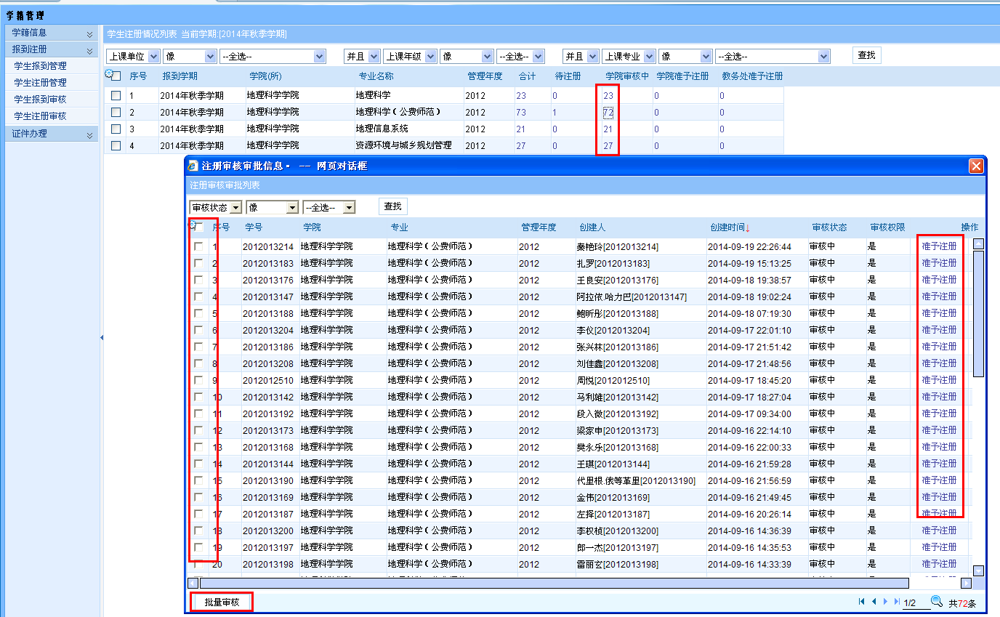 学籍管理
学籍信息
报到注册
学生报到管理
学生注册管理
学生报到审核
学生注册审核
证件办理
学生注册情况列表 当前学期:[2014年秋季学期]
上课单位 像 --全选-- 并且 上课年级 像 --全选-- 并且 上课专业 像 --全选-- 查找
序号 报到学期 学院(所) 专业名称 管理年度 合计 待注册 学院审核中 学院准予注册 教务处准予注册
1 2014年秋季学期 地理科学学院 地理科学 2012 23 0 23 0 0
2 2014年秋季学期 地理科学学院 地理科学（公费师范） 2012 73 1 72 0 0
3 2014年秋季学期 地理科学学院 地理信息系统 2012 21 0 21 0 0
4 2014年秋季学期 地理科学学院 资源环境与城乡规划管理 2012 27 0 27 0 0
注册审核审批信息· -- 网页对话框
注册审核审批列表
审核状态 像 --全选-- 查找
序号 学号 学院 专业 管理年度 创建人 创建时间↓ 审核状态 审核权限 操作
1 2012013214 地理科学学院 地理科学（公费师范） 2012 秦艳玲[2012013214] 2014-09-19 22:26:44 审核中 是 准予注册
2 2012013183 地理科学学院 地理科学（公费师范） 2012 扎罗[2012013183] 2014-09-19 15:13:25 审核中 是 准予注册
3 2012013176 地理科学学院 地理科学（公费师范） 2012 王良安[2012013176] 2014-09-18 19:38:57 审核中 是 准予注册
4 2012013147 地理科学学院 地理科学（公费师范） 2012 阿拉依.哈力巴[2012013147] 2014-09-18 19:02:24 审核中 是 准予注册
5 2012013188 地理科学学院 地理科学（公费师范） 2012 鲍昕彤[2012013188] 2014-09-18 07:19:30 审核中 是 准予注册
6 2012013204 地理科学学院 地理科学（公费师范） 2012 李仪[2012013204] 2014-09-17 22:01:10 审核中 是 准予注册
7 2012013186 地理科学学院 地理科学（公费师范） 2012 张兴林[2012013186] 2014-09-17 21:51:42 审核中 是 准予注册
8 2012013208 地理科学学院 地理科学（公费师范） 2012 刘佳鑫[2012013208] 2014-09-17 21:48:56 审核中 是 准予注册
9 2012012510 地理科学学院 地理科学（公费师范） 2012 周悦[2012012510] 2014-09-17 18:45:20 审核中 是 准予注册
10 2012013142 地理科学学院 地理科学（公费师范） 2012 马利雄[2012013142] 2014-09-17 18:27:04 审核中 是 准予注册
11 2012013192 地理科学学院 地理科学（公费师范） 2012 段入微[2012013192] 2014-09-17 09:34:00 审核中 是 准予注册
12 2012013173 地理科学学院 地理科学（公费师范） 2012 梁家申[2012013173] 2014-09-16 22:14:10 审核中 是 准予注册
13 2012013168 地理科学学院 地理科学（公费师范） 2012 樊永乐[2012013168] 2014-09-16 22:00:33 审核中 是 准予注册
14 2012013144 地理科学学院 地理科学（公费师范） 2012 王琪[2012013144] 2014-09-16 21:59:28 审核中 是 准予注册
15 2012013190 地理科学学院 地理科学（公费师范） 2012 代里根.俄等革里[2012013190] 2014-09-16 21:56:59 审核中 是 准予注册
16 2012013169 地理科学学院 地理科学（公费师范） 2012 金伟[2012013169] 2014-09-16 21:49:45 审核中 是 准予注册
17 2012013187 地理科学学院 地理科学（公费师范） 2012 左择[2012013187] 2014-09-16 20:26:14 审核中 是 准予注册
18 2012013200 地理科学学院 地理科学（公费师范） 2012 李权桢[2012013200] 2014-09-16 14:36:39 审核中 是 准予注册
19 2012013197 地理科学学院 地理科学（公费师范） 2012 郎一杰[2012013197] 2014-09-16 14:35:53 审核中 是 准予注册
20 2012013198 地理科学学院 地理科学（公费师范） 2012 雷丽玄[2012013198] 2014-09-16 14:33:39 审核中 是 准予注册
批量审核 1/2 共72条